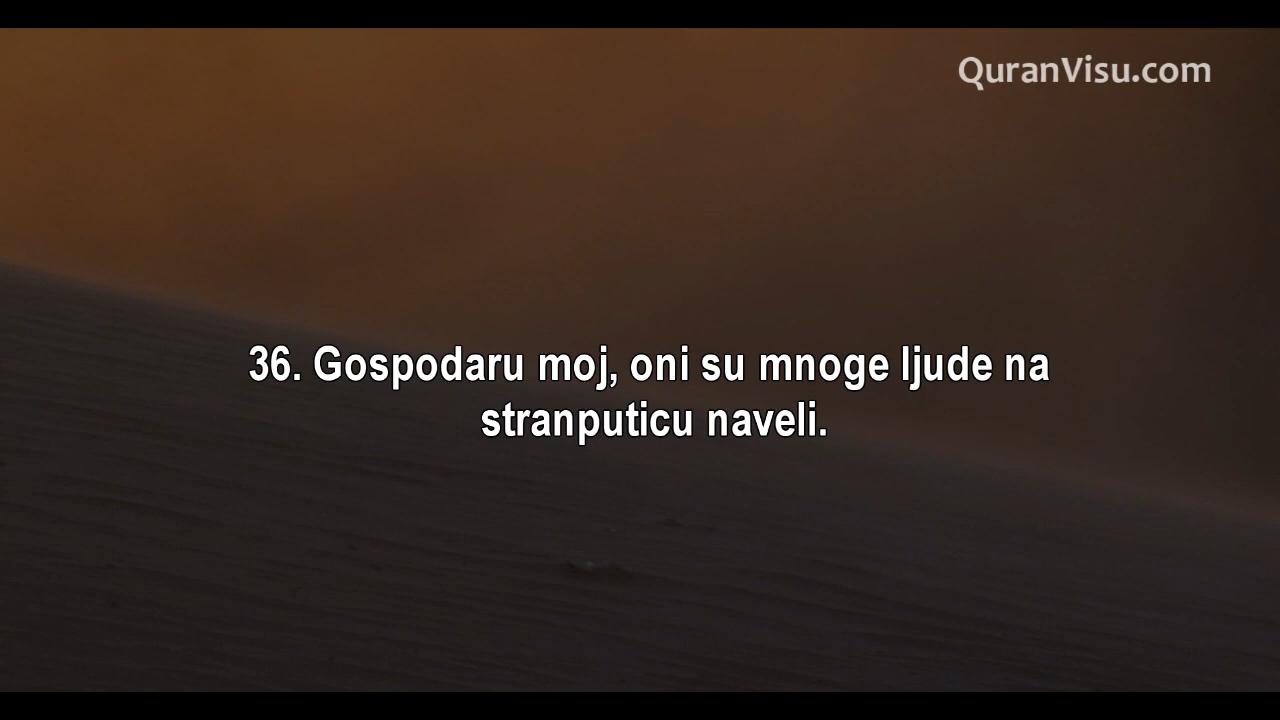 QuranVisu.com
36. Gospodaru moj, oni su mnoge ljude na
stranputicu naveli.